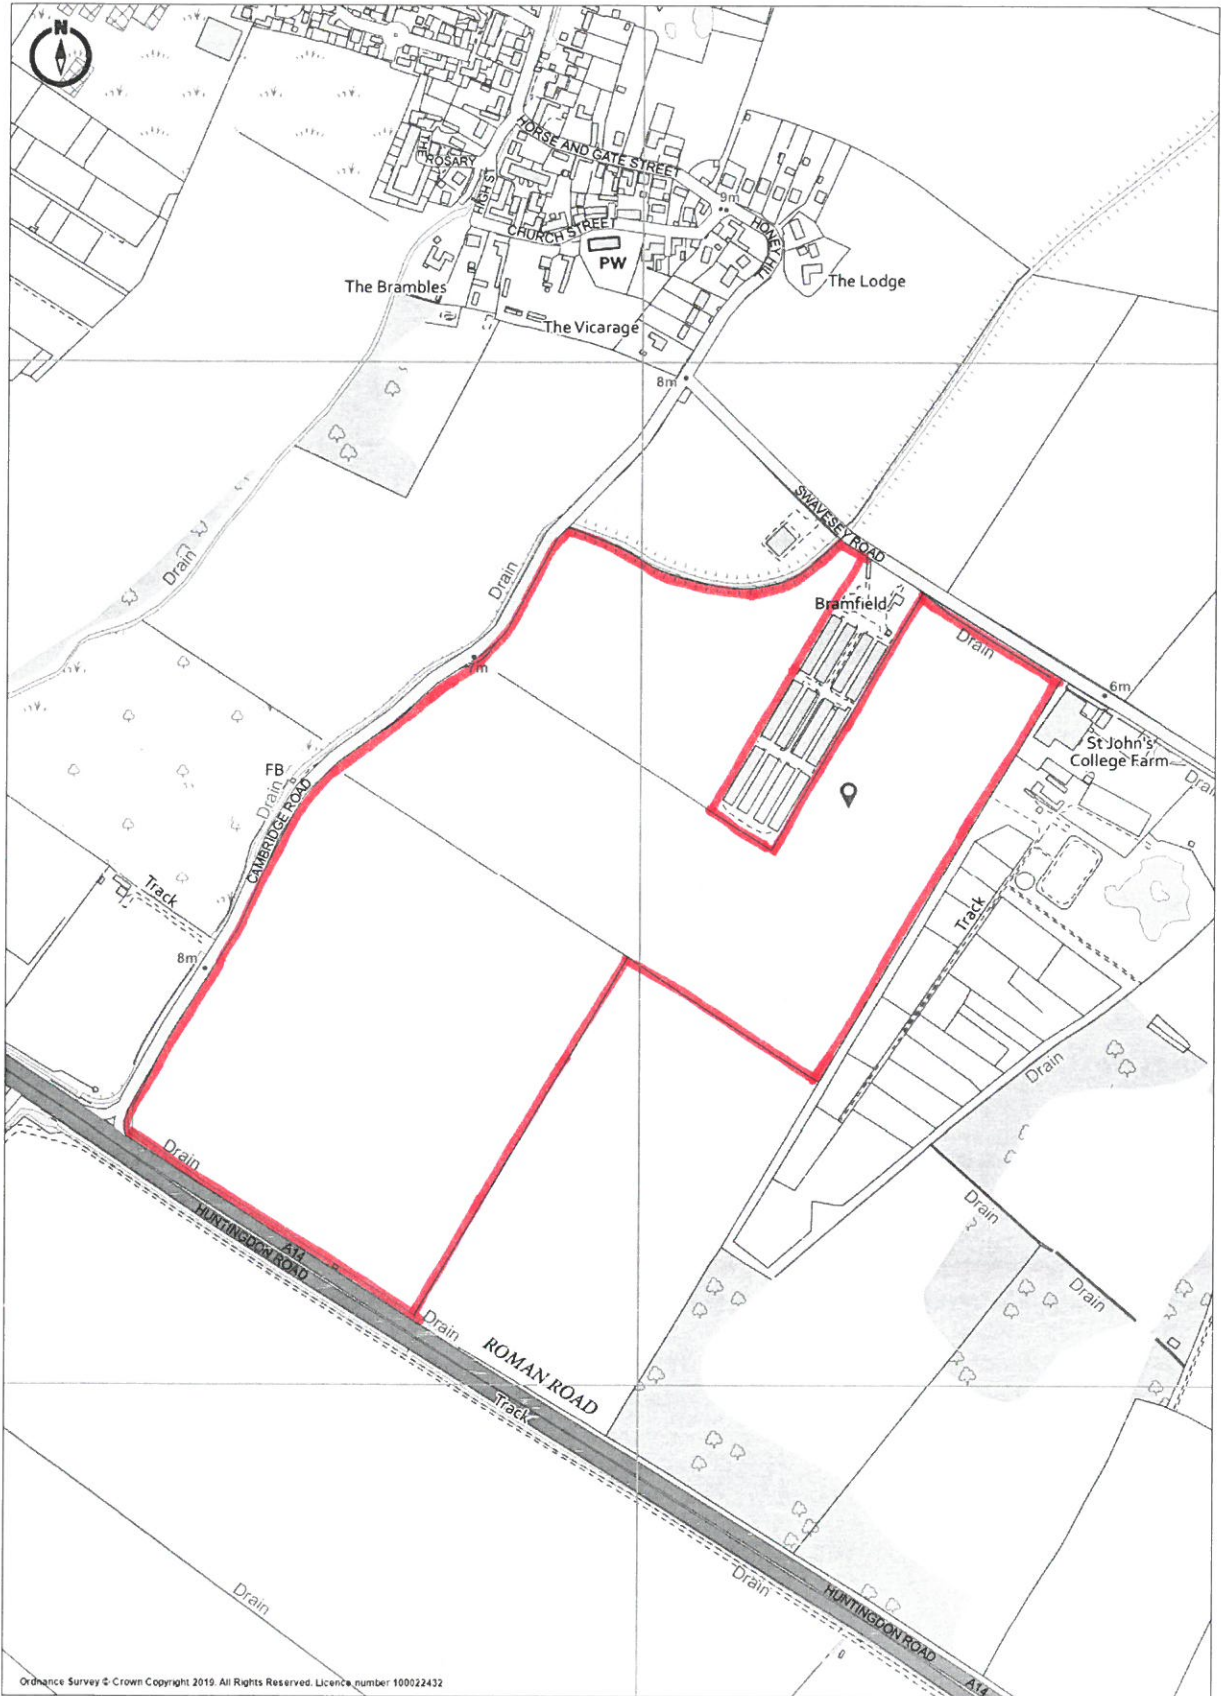 N
HORSE AND GATE STREET
THE
ROSARY
HIGH ST
9m
CHURCH STREET
HONEY HILL
PW
The Lodge
The Brambles
The Vicarage
8m
SWAVESEY ROAD
Drain
Drain
Bramfield
Drain
7m
6m
St John's
College Farm
Drain
FB
Drain
CAMBRIDGE ROAD
Track
Track
8m
Drain
Drain
Drain
HUNTINGDON ROAD
A14
Drain
Drain
ROMAN ROAD
Track
Drain
Drain
HUNTINGDON ROAD
A14
Ordnance Survey © Crown Copyright 2019. All Rights Reserved. Licence number 100022432